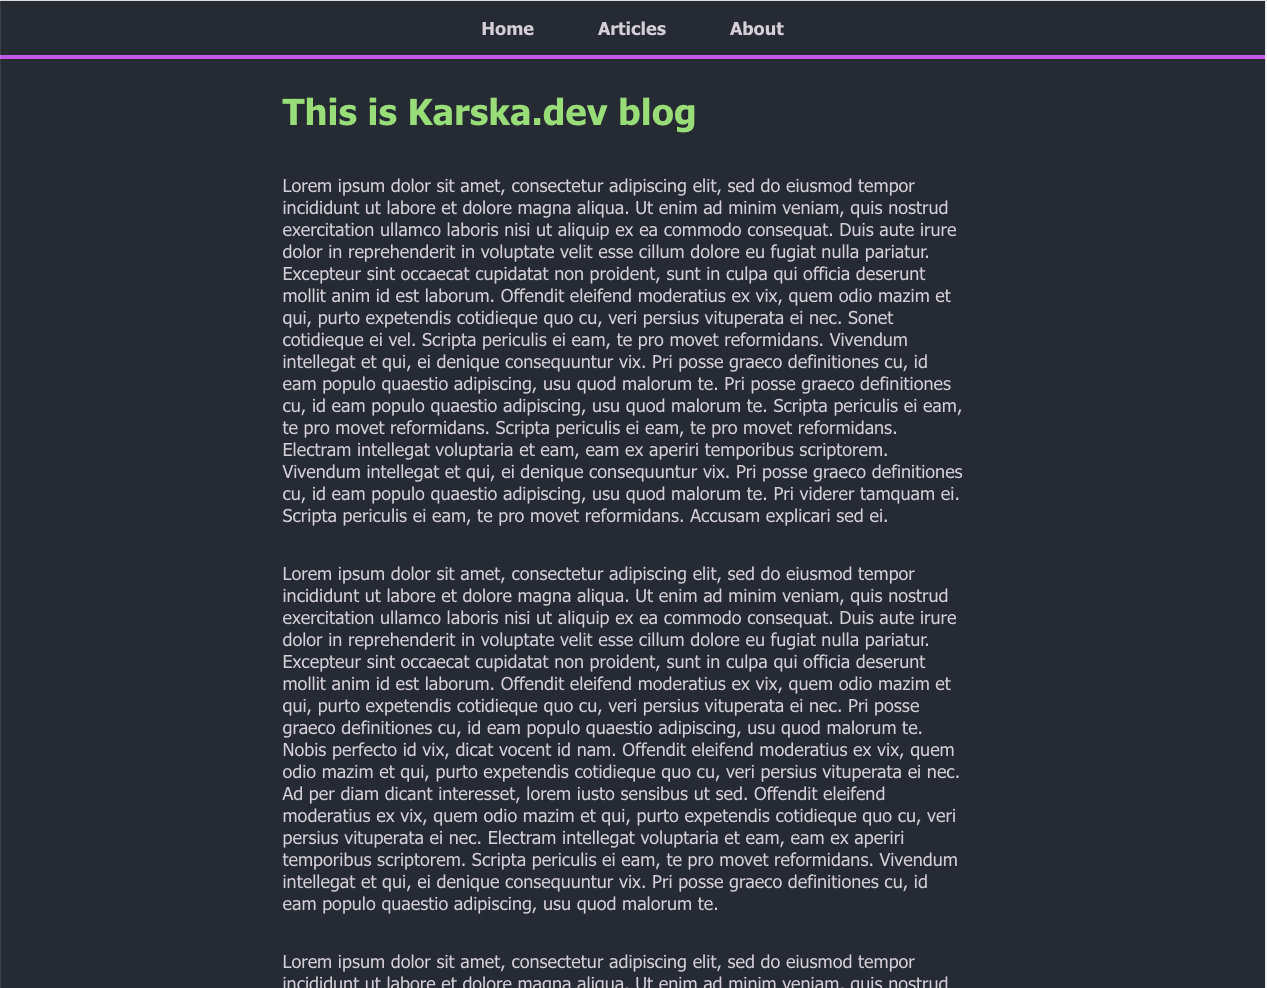 Home Articles About
This is Karska.dev blog
Lorem ipsum dolor sit amet, consectetur adipiscing elit, sed do eiusmod tempor
incididunt ut labore et dolore magna aliqua. Ut enim ad minim veniam, quis nostrud
exercitation ullamco laboris nisi ut aliquip ex ea commodo consequat. Duis aute irure
dolor in reprehenderit in voluptate velit esse cillum dolore eu fugiat nulla pariatur.
Excepteur sint occaecat cupidatat non proident, sunt in culpa qui officia deserunt
mollit anim id est laborum. Offendit eleifend moderatius ex vix, quem odio mazim et
qui, purto expetendis cotidieque quo cu, veri persius vituperata ei nec. Sonet
cotidieque ei vel. Scripta periculis ei eam, te pro movet reformidans. Vivendum
intellegat et qui, ei denique consequuntur vix. Pri posse graeco definitiones cu, id
eam populo quaestio adipiscing, usu quod malorum te. Pri posse graeco definitiones
cu, id eam populo quaestio adipiscing, usu quod malorum te. Scripta periculis ei eam,
te pro movet reformidans. Scripta periculis ei eam, te pro movet reformidans.
Electram intellegat voluptaria et eam, eam ex aperiri temporibus scriptorem.
Vivendum intellegat et qui, ei denique consequuntur vix. Pri posse graeco definitiones
cu, id eam populo quaestio adipiscing, usu quod malorum te. Pri viderer tamquam ei.
Scripta periculis ei eam, te pro movet reformidans. Accusam explicari sed ei.
Lorem ipsum dolor sit amet, consectetur adipiscing elit, sed do eiusmod tempor
incididunt ut labore et dolore magna aliqua. Ut enim ad minim veniam, quis nostrud
exercitation ullamco laboris nisi ut aliquip ex ea commodo consequat. Duis aute irure
dolor in reprehenderit in voluptate velit esse cillum dolore eu fugiat nulla pariatur.
Excepteur sint occaecat cupidatat non proident, sunt in culpa qui officia deserunt
mollit anim id est laborum. Offendit eleifend moderatius ex vix, quem odio mazim et
qui, purto expetendis cotidieque quo cu, veri persius vituperata ei nec. Pri posse
graeco definitiones cu, id eam populo quaestio adipiscing, usu quod malorum te.
Nobis perfecto id vix, dicat vocent id nam. Offendit eleifend moderatius ex vix, quem
odio mazim et qui, purto expetendis cotidieque quo cu, veri persius vituperata ei nec.
Ad per diam dicant interesset, lorem iusto sensibus ut sed. Offendit eleifend
moderatius ex vix, quem odio mazim et qui, purto expetendis cotidieque quo cu, veri
persius vituperata ei nec. Electram intellegat voluptaria et eam, eam ex aperiri
temporibus scriptorem. Scripta periculis ei eam, te pro movet reformidans. Vivendum
intellegat et qui, ei denique consequuntur vix. Pri posse graeco definitiones cu, id
eam populo quaestio adipiscing, usu quod malorum te.
Lorem ipsum dolor sit amet, consectetur adipiscing elit, sed do eiusmod tempor
incididunt ut labore et dolore magna aliqua. Ut enim ad minim veniam, quis nostrud